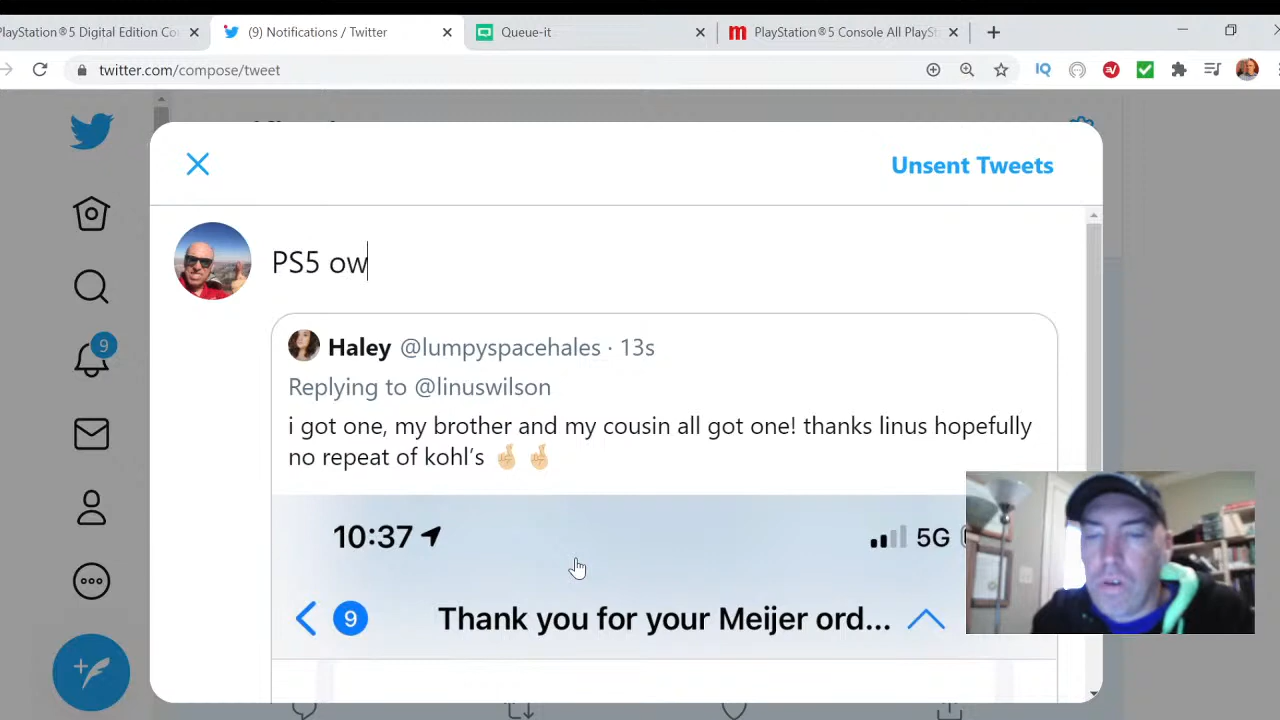 PlayStation®5 Digital Edition Co
(9) Notifications / Twitter
Queue-it
PlayStation®5 Console All PlaySt
twitter.com/compose/tweet
IQ
Unsent Tweets
PS5 ow
9
Haley @lumpyspacehales · 13s
Replying to @linuswilson
i got one, my brother and my cousin all got one! thanks linus hopefully
no repeat of kohl's 🤞🏼 🤞🏼
10:37
5G
9
Thank you for your Meijer ord...